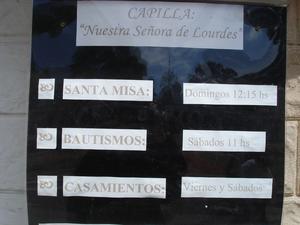 CAPILLA:
"Nuestra Señora de Lourdes"
SANTA MISA: Domingos 12:15 hs
BAUTISMOS: Sábados 11 hs
CASAMIENTOS: Viernes y Sábados